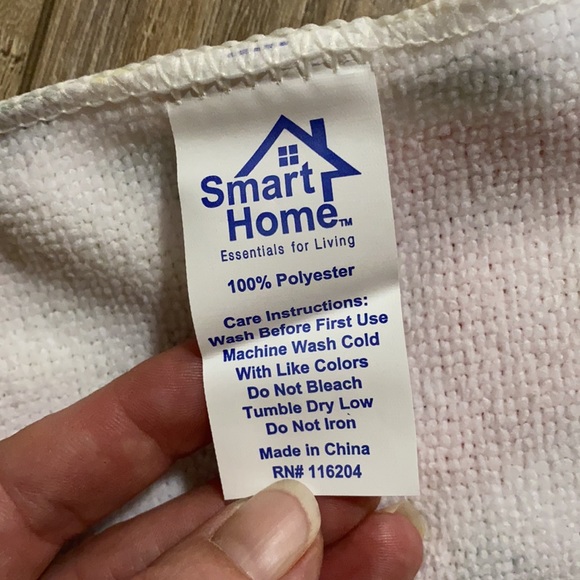 Smart
Home™
Essentials for Living
100% Polyester
Care Instructions:
Wash Before First Use
Machine Wash Cold
With Like Colors
Do Not Bleach
Tumble Dry Low
Do Not Iron
Made in China
RN# 116204